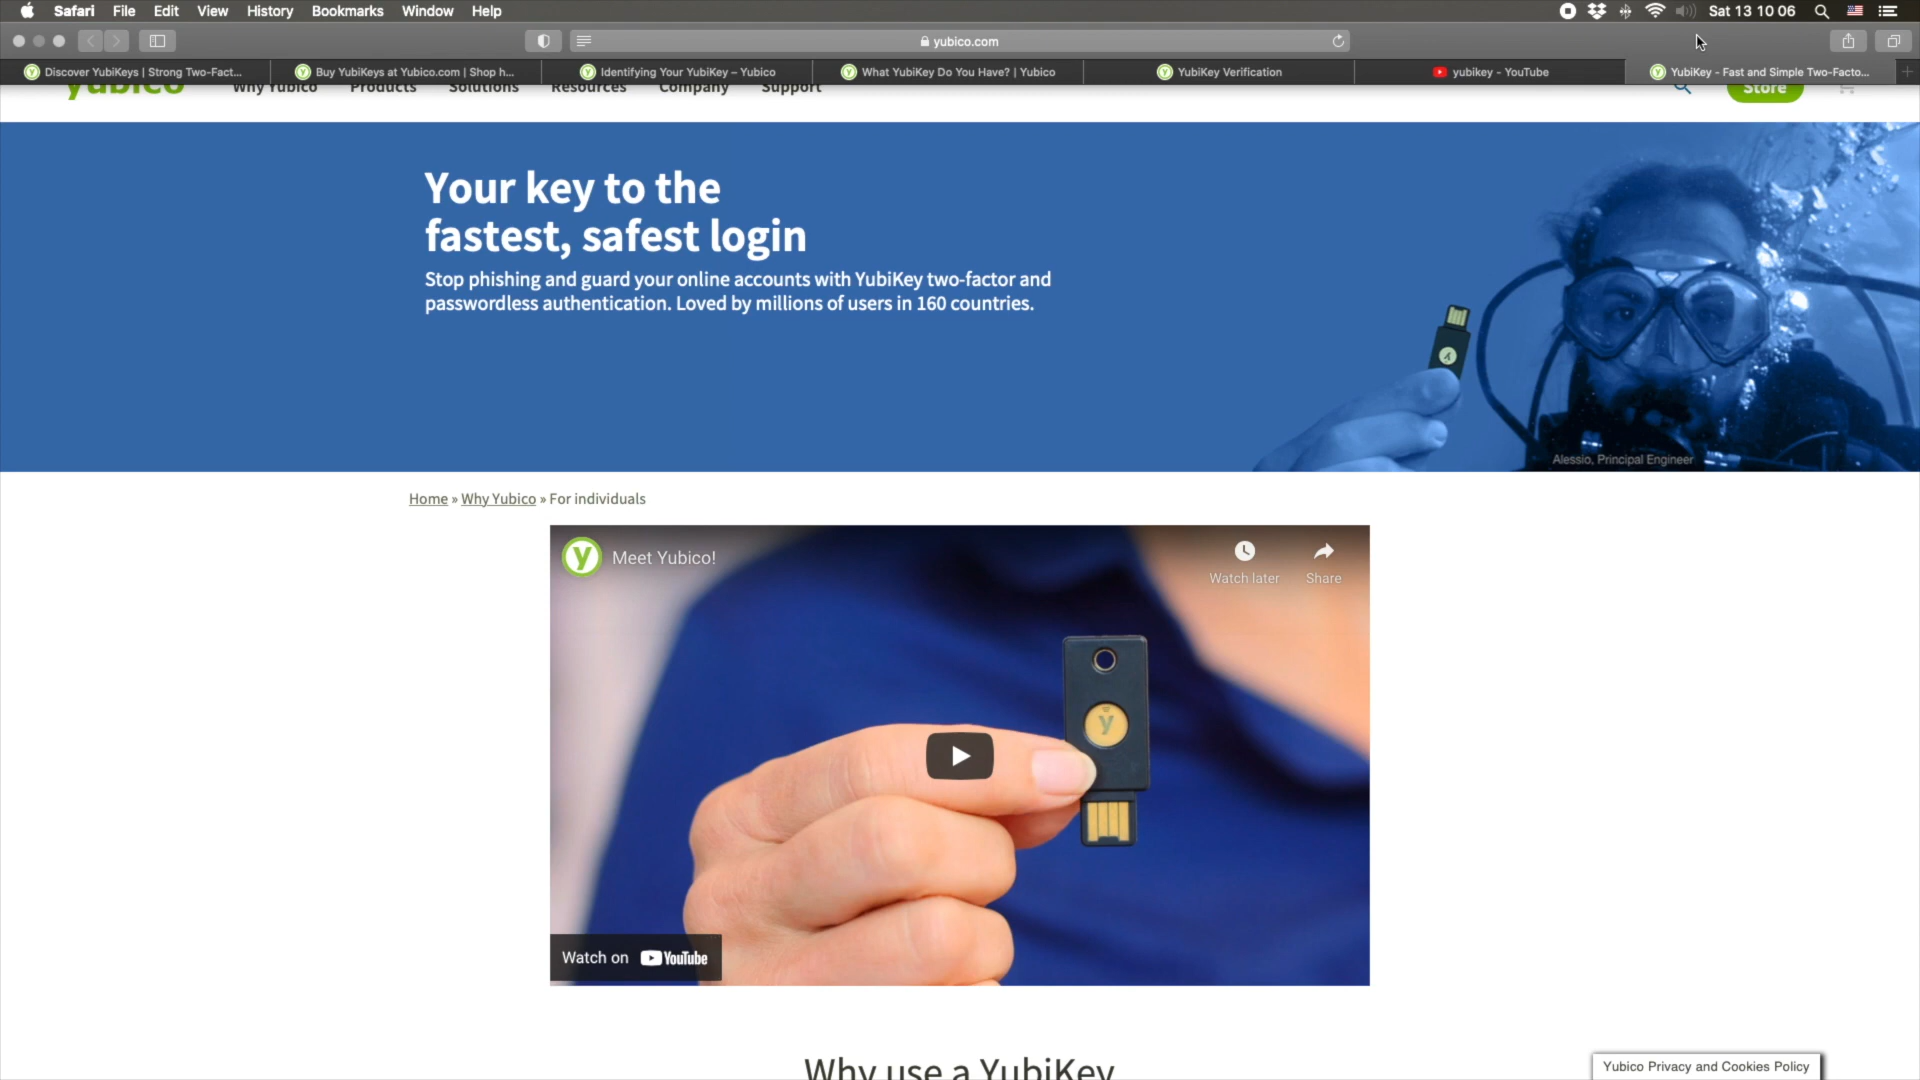 Safari File Edit View History Bookmarks Window Help
Sat 13 10 06
yubico.com
Discover YubiKeys | Strong Two-Fact...
Buy YubiKeys at Yubico.com | Shop h...
Identifying Your YubiKey – Yubico
What YubiKey Do You Have? | Yubico
YubiKey Verification
yubikey - YouTube
YubiKey - Fast and Simple Two-Facto...
yubico Why Yubico Products Solutions Resources Company Support Store
Your key to the
fastest, safest login
Stop phishing and guard your online accounts with YubiKey two-factor and
passwordless authentication. Loved by millions of users in 160 countries.
Alessio, Principal Engineer
Home » Why Yubico » For individuals
y Meet Yubico!
Watch later Share
y
Watch on YouTube
Why use a YubiKey
Yubico Privacy and Cookies Policy